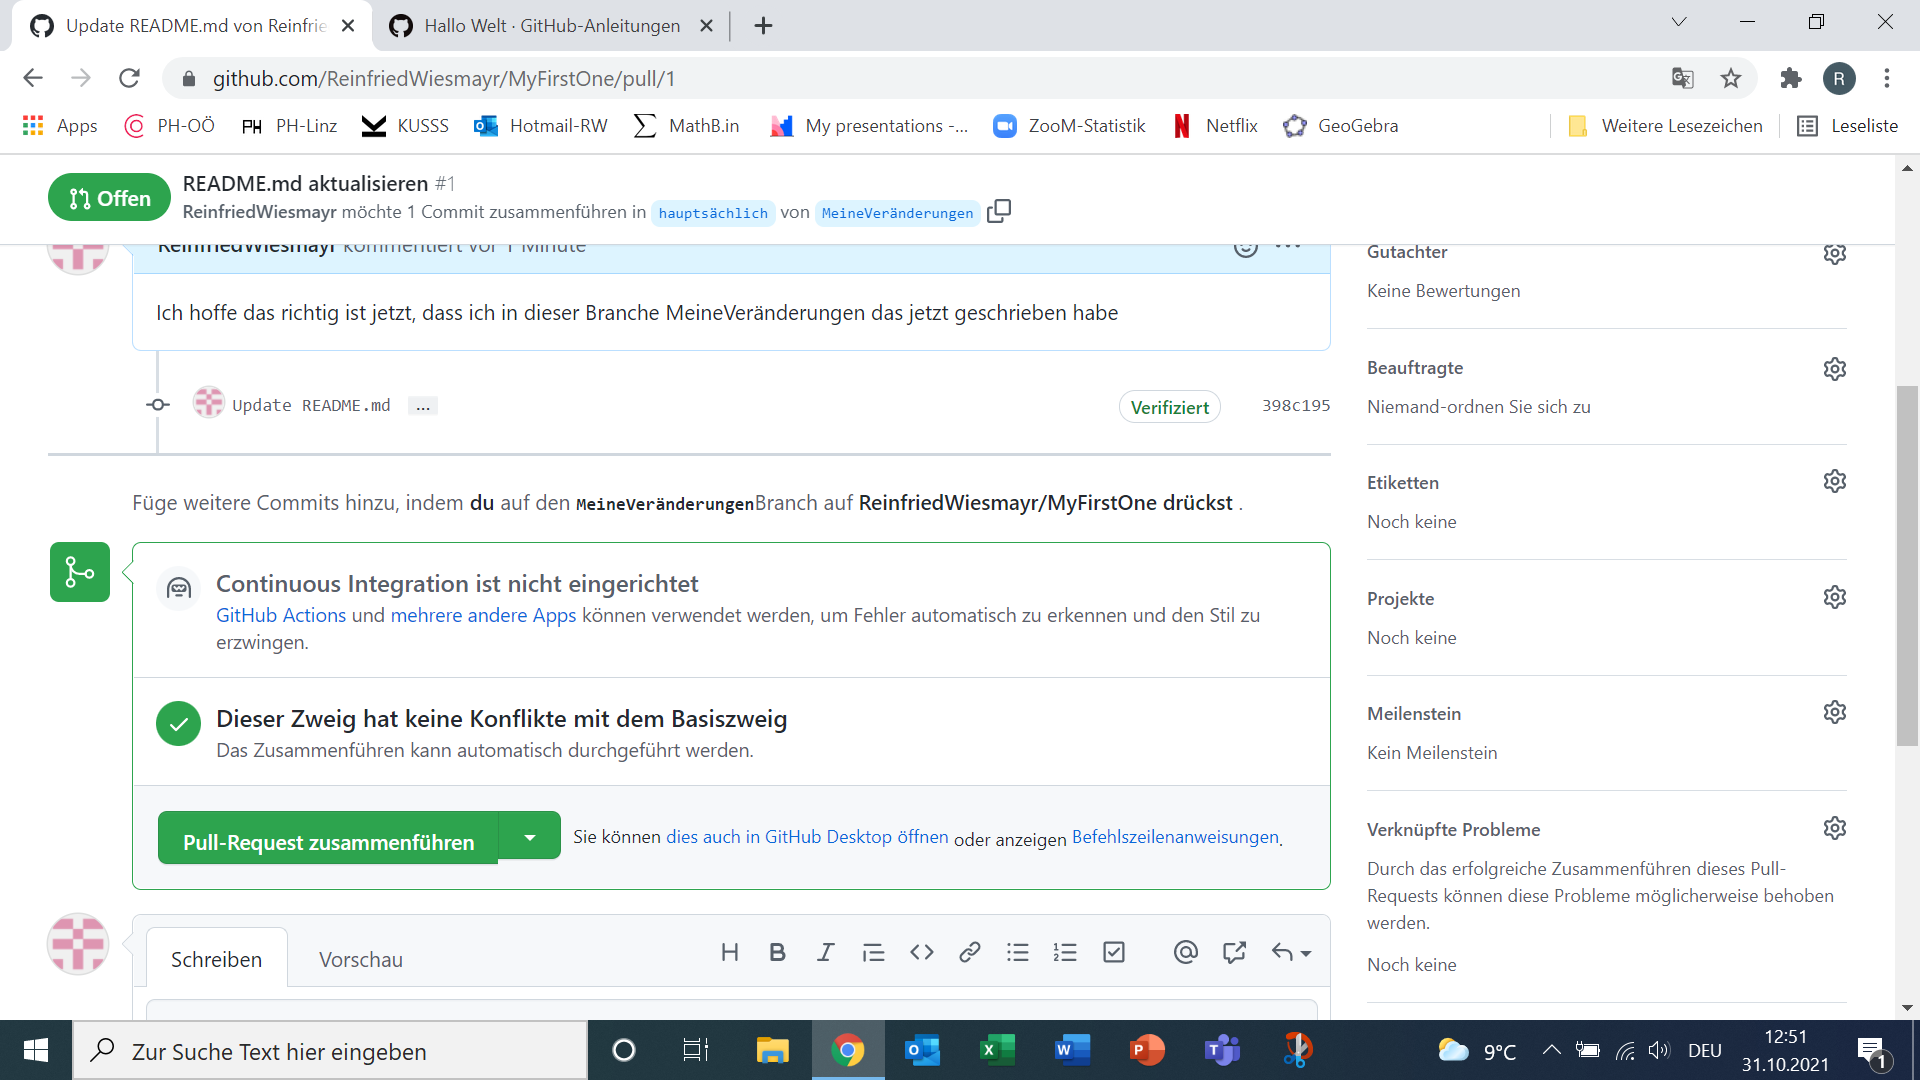 Update README.md von Reinfrie
Hallo Welt · GitHub-Anleitungen
github.com/ReinfriedWiesmayr/MyFirstOne/pull/1
R
Apps
PH-OÖ
PH PH-Linz
KUSSS
Hotmail-RW
MathB.in
My presentations -...
ZooM-Statistik
Netflix
GeoGebra
Weitere Lesezeichen
Leseliste
Offen
README.md aktualisieren #1
ReinfriedWiesmayr möchte 1 Commit zusammenführen in hauptsächlich von MeineVeränderungen
ReinfriedWiesmayr kommentiert vor 1 Minute
Ich hoffe das richtig ist jetzt, dass ich in dieser Branche MeineVeränderungen das jetzt geschrieben habe
Update README.md ...
Verifiziert
398c195
Füge weitere Commits hinzu, indem du auf den MeineVeränderungenBranch auf ReinfriedWiesmayr/MyFirstOne drückst .
Continuous Integration ist nicht eingerichtet
GitHub Actions und mehrere andere Apps können verwendet werden, um Fehler automatisch zu erkennen und den Stil zu
erzwingen.
Dieser Zweig hat keine Konflikte mit dem Basiszweig
Das Zusammenführen kann automatisch durchgeführt werden.
Pull-Request zusammenführen
Sie können dies auch in GitHub Desktop öffnen oder anzeigen Befehlszeilenanweisungen.
Schreiben
Vorschau
Gutachter
Keine Bewertungen
Beauftragte
Niemand-ordnen Sie sich zu
Etiketten
Noch keine
Projekte
Noch keine
Meilenstein
Kein Meilenstein
Verknüpfte Probleme
Durch das erfolgreiche Zusammenführen dieses Pull-
Requests können diese Probleme möglicherweise behoben
werden.
Noch keine
Zur Suche Text hier eingeben
9°C
DEU
12:51
31.10.2021
1